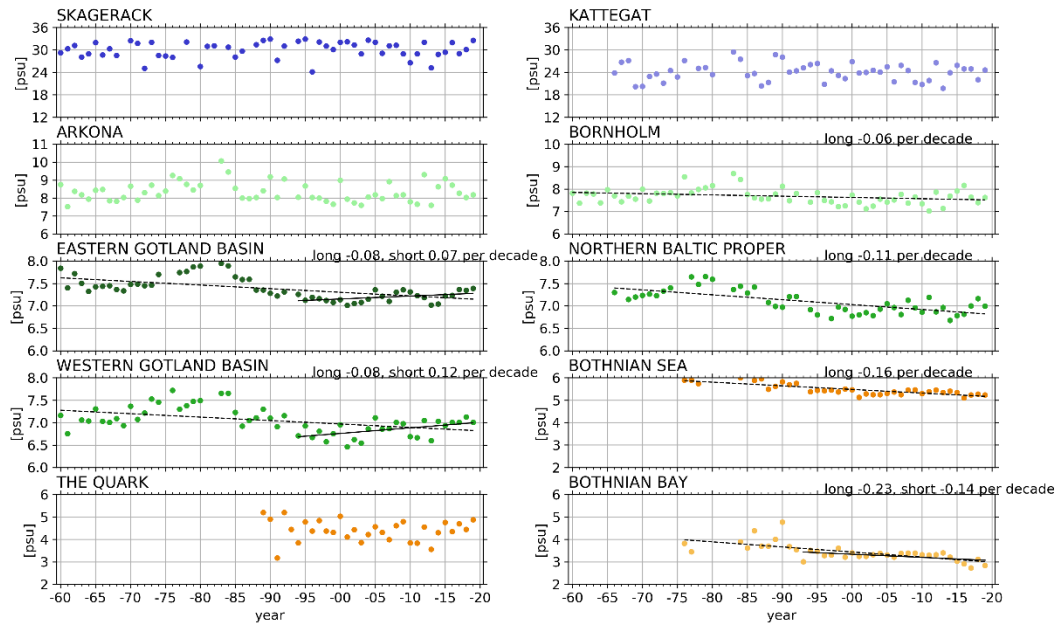 SKAGERACK
36
30
24
18
12
[psu]
KATTEGAT
36
30
24
18
12
[psu]
ARKONA
11
10
9
8
7
6
[psu]
BORNHOLM
long -0.06 per decade
10
9
8
7
6
[psu]
EASTERN GOTLAND BASIN
long -0.08, short 0.07 per decade
8.0
7.5
7.0
6.5
6.0
[psu]
NORTHERN BALTIC PROPER
long -0.11 per decade
8.0
7.5
7.0
6.5
6.0
[psu]
WESTERN GOTLAND BASIN
long -0.08, short 0.12 per decade
8.0
7.5
7.0
6.5
6.0
[psu]
BOTHNIAN SEA
long -0.16 per decade
6
5
4
3
2
[psu]
THE QUARK
6
5
4
3
2
[psu]
-60 -65 -70 -75 -80 -85 -90 -95 -00 -05 -10 -15 -20
year
BOTHNIAN BAY
long -0.23, short -0.14 per decade
6
5
4
3
2
[psu]
-60 -65 -70 -75 -80 -85 -90 -95 -00 -05 -10 -15 -20
year